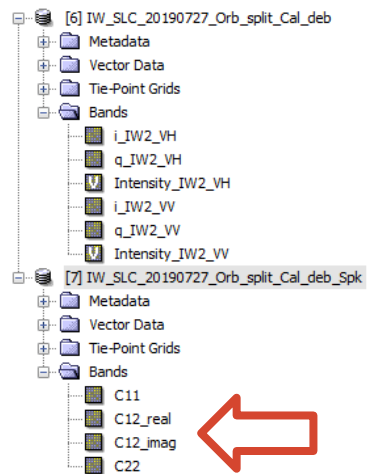 [6] IW_SLC_20190727_Orb_split_Cal_deb
Metadata
Vector Data
Tie-Point Grids
Bands
i_IW2_VH
q_IW2_VH
Intensity_IW2_VH
i_IW2_VV
q_IW2_VV
Intensity_IW2_VV
[7] IW_SLC_20190727_Orb_split_Cal_deb_Spk
Metadata
Vector Data
Tie-Point Grids
Bands
C11
C12_real
C12_imag
C22